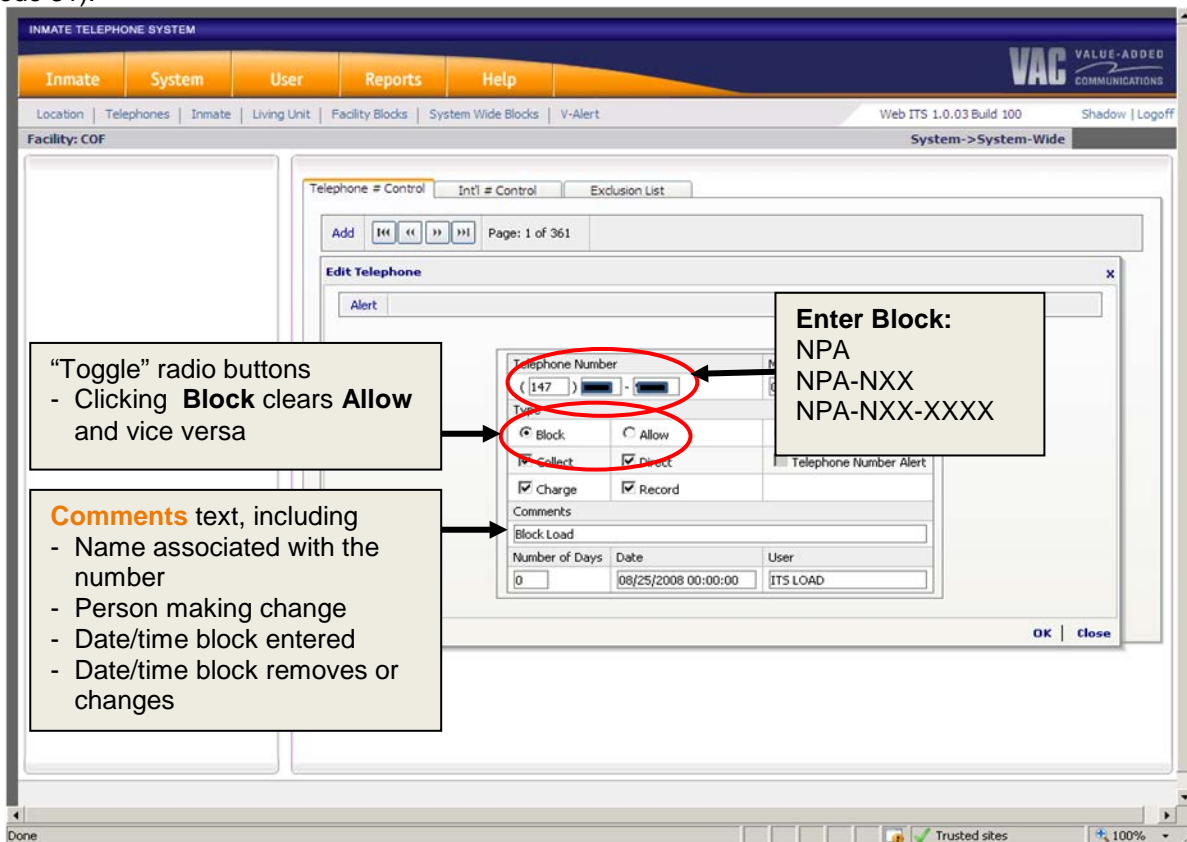 INMATE TELEPHONE SYSTEM
VAC VALUE-ADDED COMMUNICATIONS
Inmate System User Reports Help
Location | Telephones | Inmate | Living Unit | Facility Blocks | System Wide Blocks | V-Alert Web ITS 1.0.03 Build 100 Shadow | Logoff
Facility: COF System->System-Wide
Telephone # Control Int'l # Control Exclusion List
Add Page: 1 of 361
Edit Telephone x
Alert
Enter Block:
NPA
NPA-NXX
NPA-NXX-XXXX
"Toggle" radio buttons
- Clicking Block clears Allow
and vice versa
Telephone Number
( 147 ) -
Type
Block Allow
Collect Direct Telephone Number Alert
Charge Record
Comments
Block Load
Number of Days Date User
0 08/25/2008 00:00:00 ITS LOAD
OK | Close
Comments text, including
- Name associated with the
number
- Person making change
- Date/time block entered
- Date/time block removes or
changes
Done Trusted sites 100%